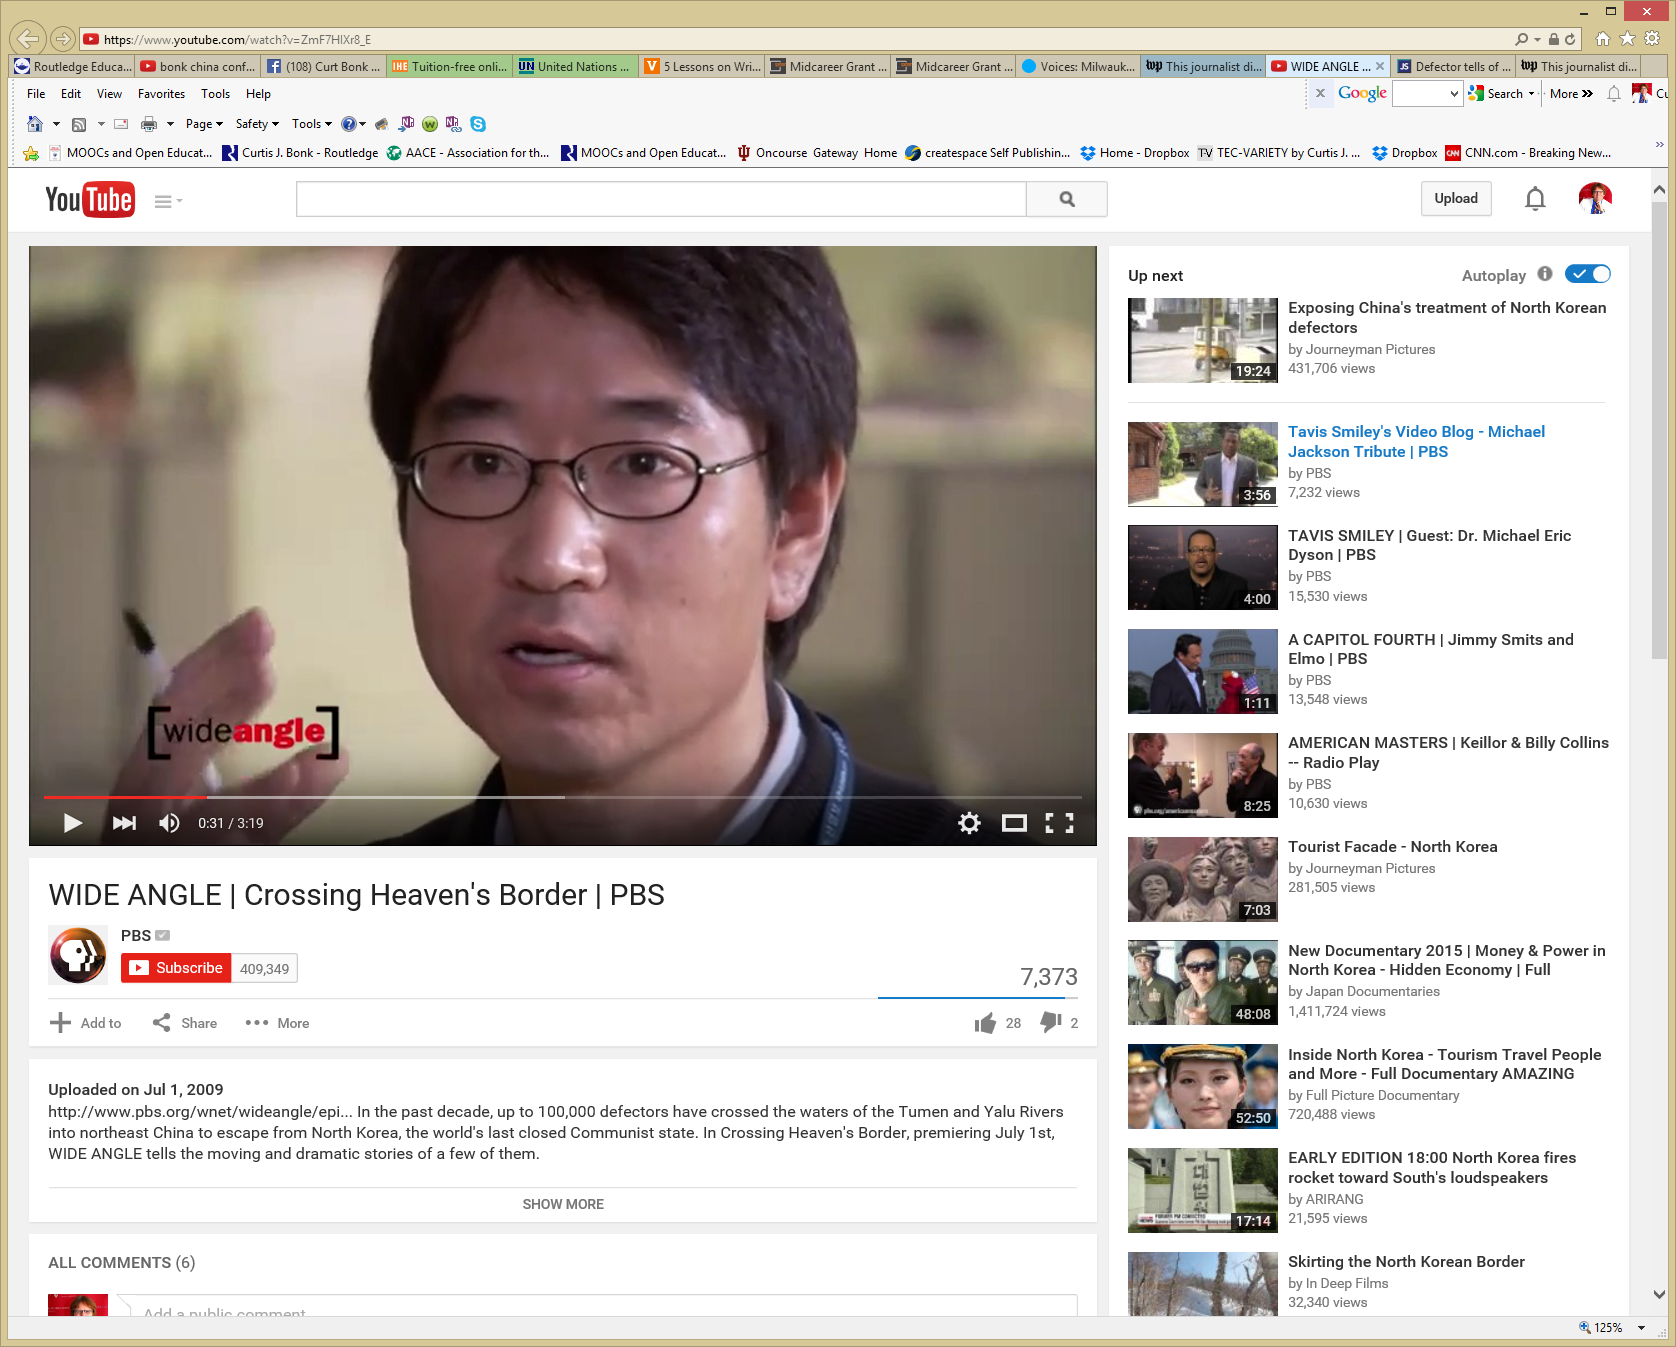 https://www.youtube.com/watch?v=ZmF7HIXr8_E
Routledge Educa...
bonk china conf...
(108) Curt Bonk ...
IHE Tuition-free onli...
UN United Nations ...
V 5 Lessons on Wri...
Midcareer Grant ...
Midcareer Grant ...
Voices: Milwauk...
wp This journalist di...
WIDE ANGLE ...
JS Defector tells of ...
wp This journalist di...
File Edit View Favorites Tools Help
Google Search More »
Page Safety Tools
MOOCs and Open Educat...
Curtis J. Bonk - Routledge
AACE - Association for th...
MOOCs and Open Educat...
Oncourse Gateway Home
createspace Self Publishin...
Home - Dropbox
TV TEC-VARIETY by Curtis J. ...
Dropbox
CNN CNN.com - Breaking New...
YouTube
Upload
[wideangle]
0:31 / 3:19
WIDE ANGLE | Crossing Heaven's Border | PBS
PBS
Subscribe 409,349
7,373
Add to Share More
28 2
Uploaded on Jul 1, 2009
http://www.pbs.org/wnet/wideangle/epi... In the past decade, up to 100,000 defectors have crossed the waters of the Tumen and Yalu Rivers
into northeast China to escape from North Korea, the world's last closed Communist state. In Crossing Heaven's Border, premiering July 1st,
WIDE ANGLE tells the moving and dramatic stories of a few of them.
SHOW MORE
ALL COMMENTS (6)
Add a public comment
Up next Autoplay
Exposing China's treatment of North Korean
defectors
by Journeyman Pictures
431,706 views
19:24
Tavis Smiley's Video Blog - Michael
Jackson Tribute | PBS
by PBS
7,232 views
3:56
TAVIS SMILEY | Guest: Dr. Michael Eric
Dyson | PBS
by PBS
15,530 views
4:00
A CAPITOL FOURTH | Jimmy Smits and
Elmo | PBS
by PBS
13,548 views
1:11
AMERICAN MASTERS | Keillor & Billy Collins
-- Radio Play
by PBS
10,630 views
8:25
Tourist Facade - North Korea
by Journeyman Pictures
281,505 views
7:03
New Documentary 2015 | Money & Power in
North Korea - Hidden Economy | Full
by Japan Documentaries
1,411,724 views
48:08
Inside North Korea - Tourism Travel People
and More - Full Documentary AMAZING
by Full Picture Documentary
720,488 views
52:50
EARLY EDITION 18:00 North Korea fires
rocket toward South's loudspeakers
by ARIRANG
21,595 views
17:14
Skirting the North Korean Border
by In Deep Films
32,340 views
125%